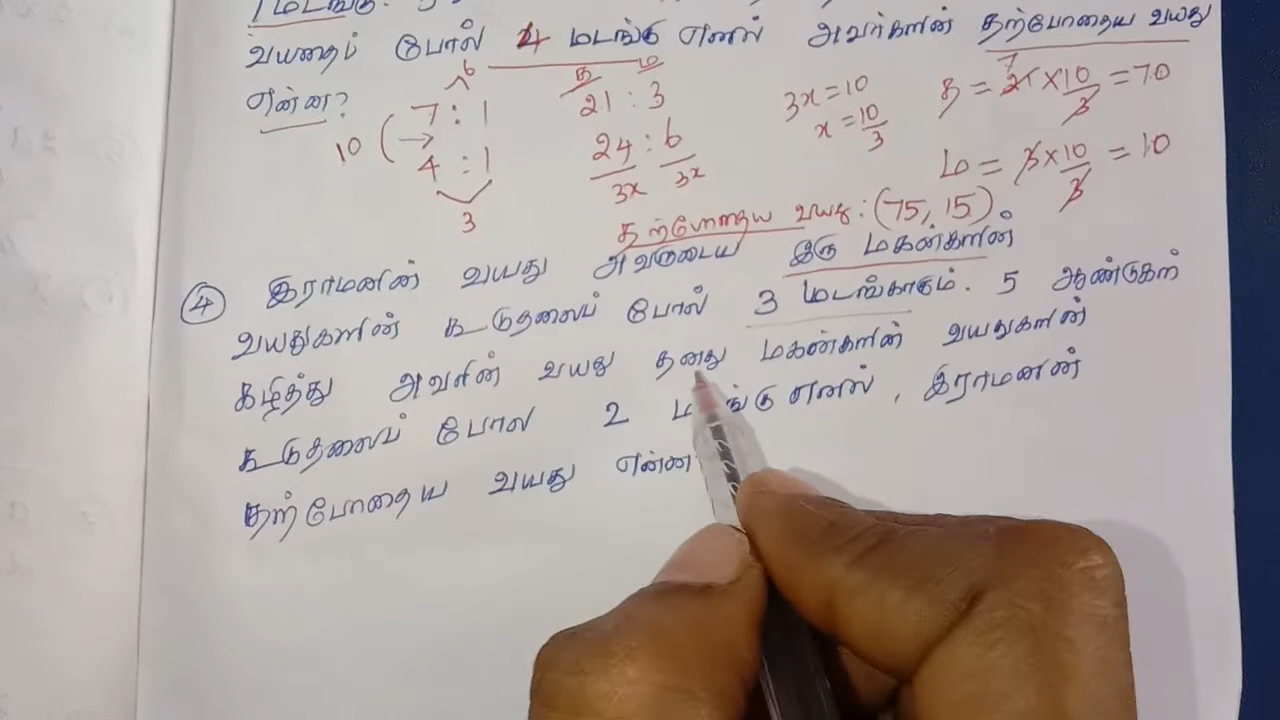 வயதைப் போல் 4 மடங்கு எனில் அவர்களின் தற்போதைய வயது
என்ன?
6
7 : 1
10 ( →
4 : 1
3
த ம
21 : 3
24 : 6
3x 3x
3x = 10
x = 10/3
த = 21 × 10/3 = 70
7
ம = 3 × 10/3 = 10
தற்போதைய வயது : (75, 15)
4 இராமனின் வயது அவருடைய இரு மகன்களின்
வயதுகளின் கூடுதலைப் போல் 3 மடங்காகும். 5 ஆண்டுகள்
கழித்து அவரின் வயது தனது மகன்களின் வயதுகளின்
கூடுதலைப் போல 2 எனில், இராமனின்
தற்போதைய வயது என்ன